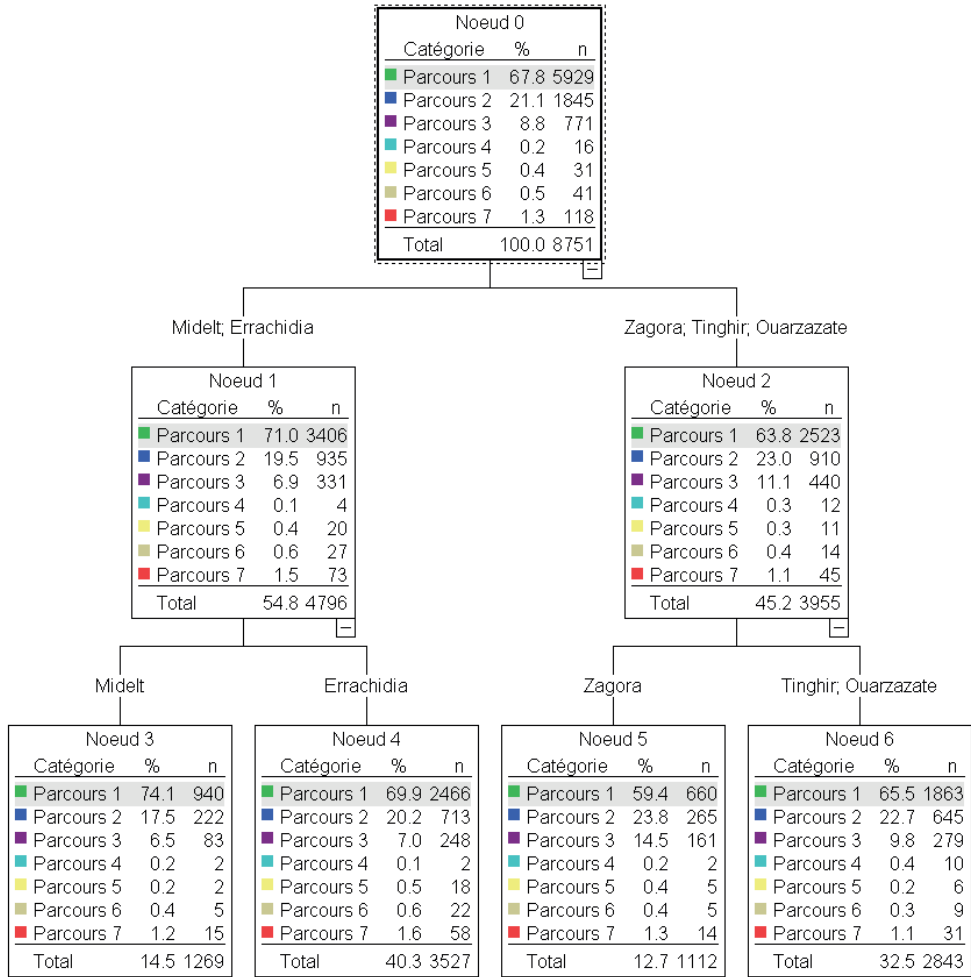 Noeud 0
Catégorie % n
Parcours 1 67.8 5929
Parcours 2 21.1 1845
Parcours 3 8.8 771
Parcours 4 0.2 16
Parcours 5 0.4 31
Parcours 6 0.5 41
Parcours 7 1.3 118
Total 100.0 8751
Midelt; Errachidia
Zagora; Tinghir; Ouarzazate
Noeud 1
Catégorie % n
Parcours 1 71.0 3406
Parcours 2 19.5 935
Parcours 3 6.9 331
Parcours 4 0.1 4
Parcours 5 0.4 20
Parcours 6 0.6 27
Parcours 7 1.5 73
Total 54.8 4796
Noeud 2
Catégorie % n
Parcours 1 63.8 2523
Parcours 2 23.0 910
Parcours 3 11.1 440
Parcours 4 0.3 12
Parcours 5 0.3 11
Parcours 6 0.4 14
Parcours 7 1.1 45
Total 45.2 3955
Midelt
Errachidia
Zagora
Tinghir; Ouarzazate
Noeud 3
Catégorie % n
Parcours 1 74.1 940
Parcours 2 17.5 222
Parcours 3 6.5 83
Parcours 4 0.2 2
Parcours 5 0.2 2
Parcours 6 0.4 5
Parcours 7 1.2 15
Total 14.5 1269
Noeud 4
Catégorie % n
Parcours 1 69.9 2466
Parcours 2 20.2 713
Parcours 3 7.0 248
Parcours 4 0.1 2
Parcours 5 0.5 18
Parcours 6 0.6 22
Parcours 7 1.6 58
Total 40.3 3527
Noeud 5
Catégorie % n
Parcours 1 59.4 660
Parcours 2 23.8 265
Parcours 3 14.5 161
Parcours 4 0.2 2
Parcours 5 0.4 5
Parcours 6 0.4 5
Parcours 7 1.3 14
Total 12.7 1112
Noeud 6
Catégorie % n
Parcours 1 65.5 1863
Parcours 2 22.7 645
Parcours 3 9.8 279
Parcours 4 0.4 10
Parcours 5 0.2 6
Parcours 6 0.3 9
Parcours 7 1.1 31
Total 32.5 2843